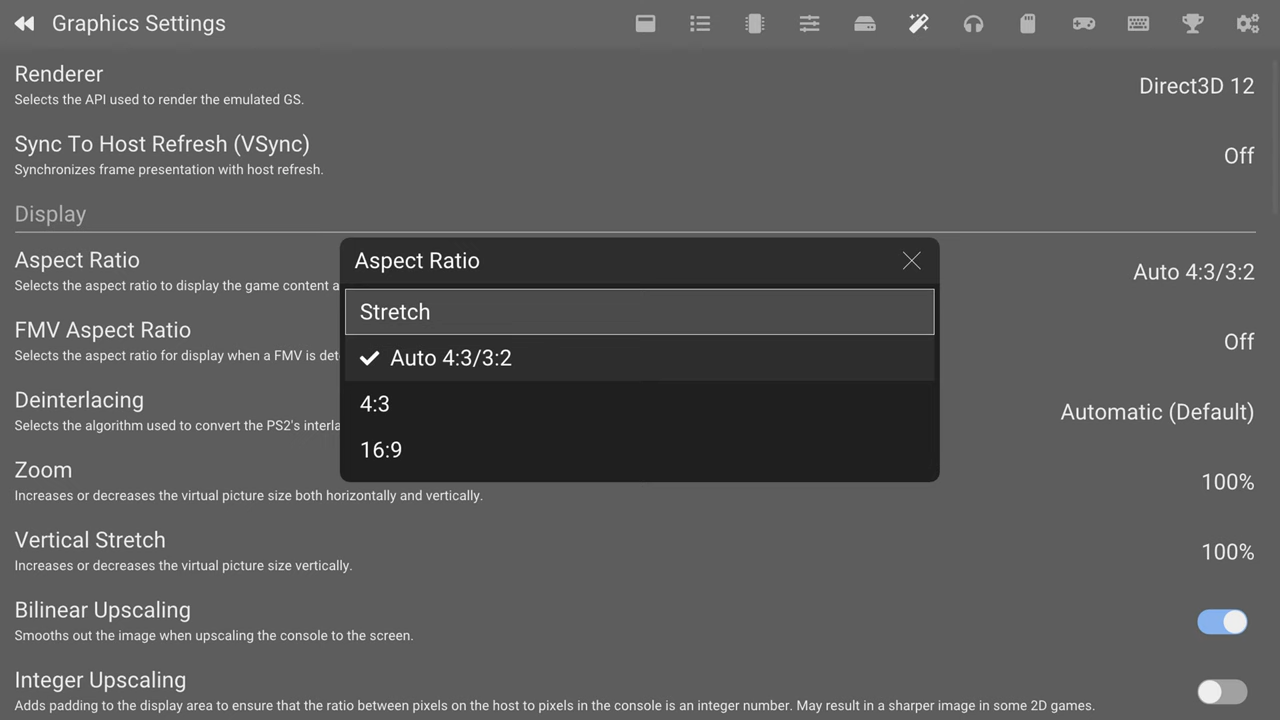 Graphics Settings
Renderer
Selects the API used to render the emulated GS.
Direct3D 12
Sync To Host Refresh (VSync)
Synchronizes frame presentation with host refresh.
Off
Display
Aspect Ratio
Selects the aspect ratio to display the game content a
Auto 4:3/3:2
FMV Aspect Ratio
Selects the aspect ratio for display when a FMV is det
Off
Deinterlacing
Selects the algorithm used to convert the PS2's interla
Automatic (Default)
Zoom
Increases or decreases the virtual picture size both horizontally and vertically.
100%
Vertical Stretch
Increases or decreases the virtual picture size vertically.
100%
Bilinear Upscaling
Smooths out the image when upscaling the console to the screen.
Integer Upscaling
Adds padding to the display area to ensure that the ratio between pixels on the host to pixels in the console is an integer number. May result in a sharper image in some 2D games.
Aspect Ratio
Stretch
Auto 4:3/3:2
4:3
16:9